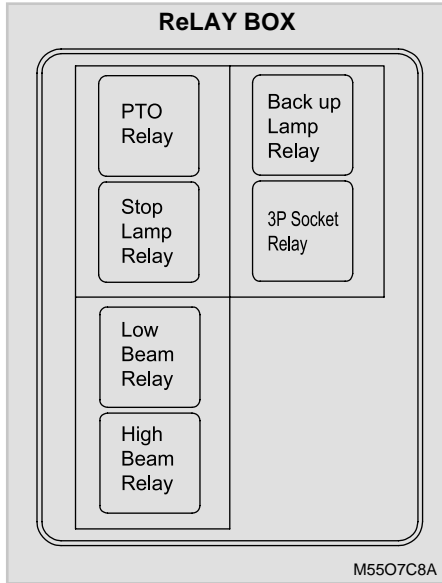 ReLAY BOX
PTO
Relay
Back up
Lamp
Relay
Stop
Lamp
Relay
3P Socket
Relay
Low
Beam
Relay
High
Beam
Relay
M55O7C8A